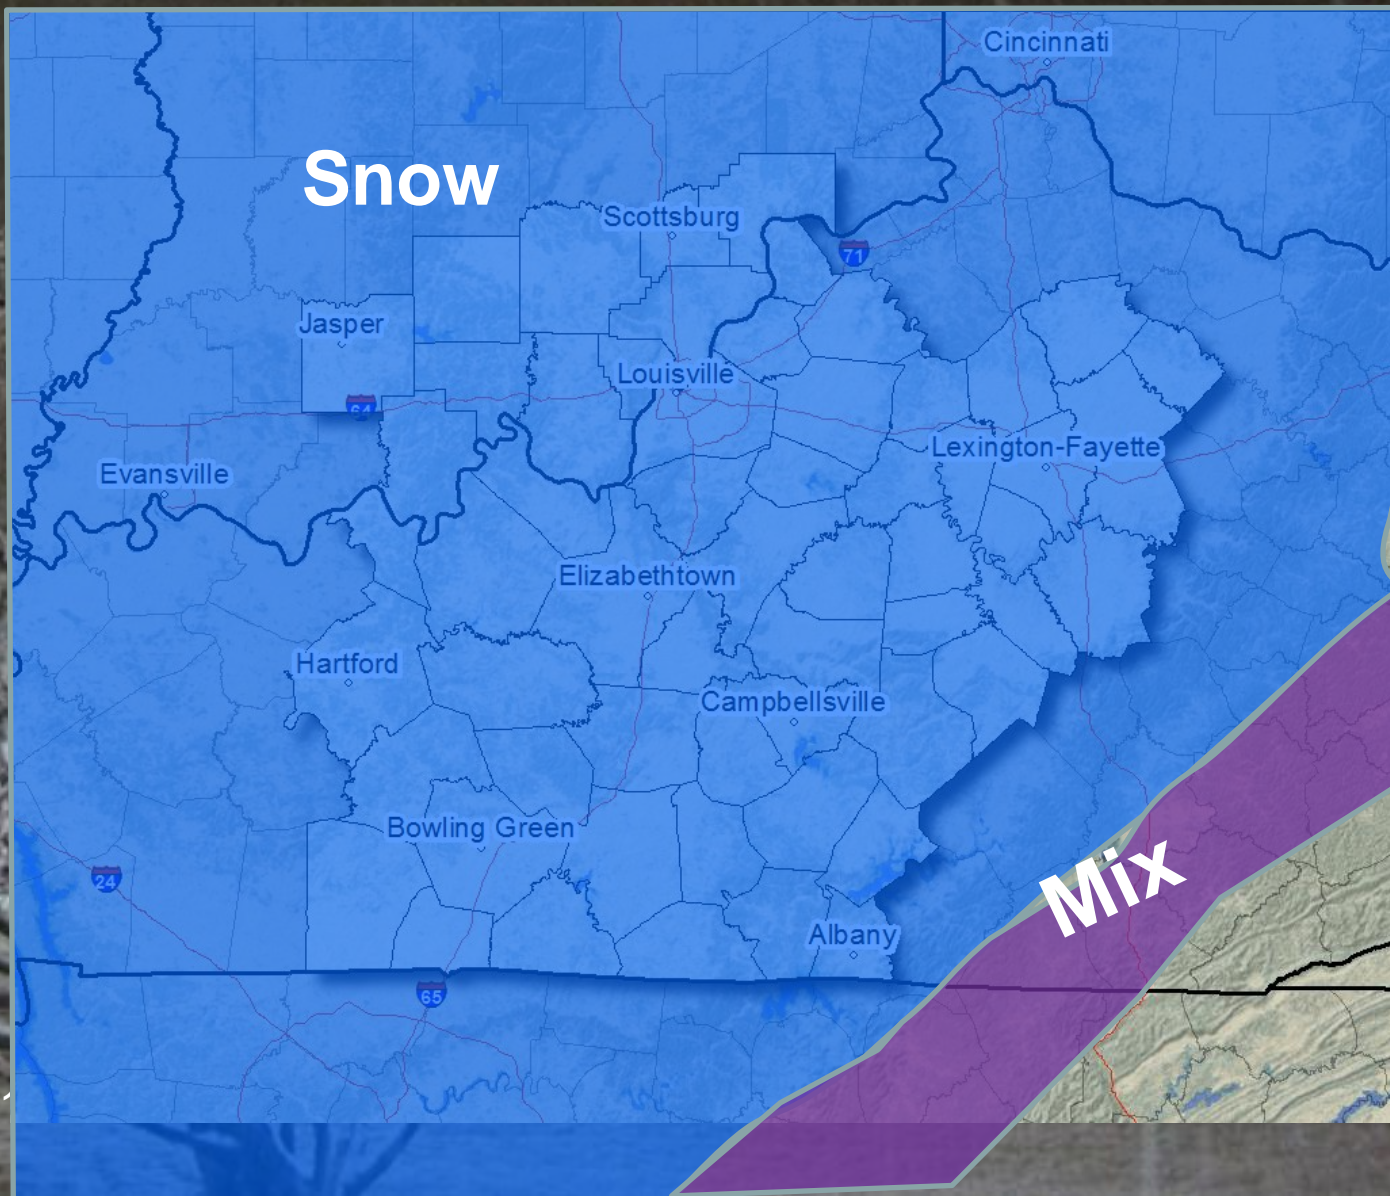 Cincinnati
Snow
Scottsburg
71
Jasper
Louisville
64
Lexington-Fayette
Evansville
Elizabethtown
Hartford
Campbellsville
Bowling Green
Mix
24
Albany
65